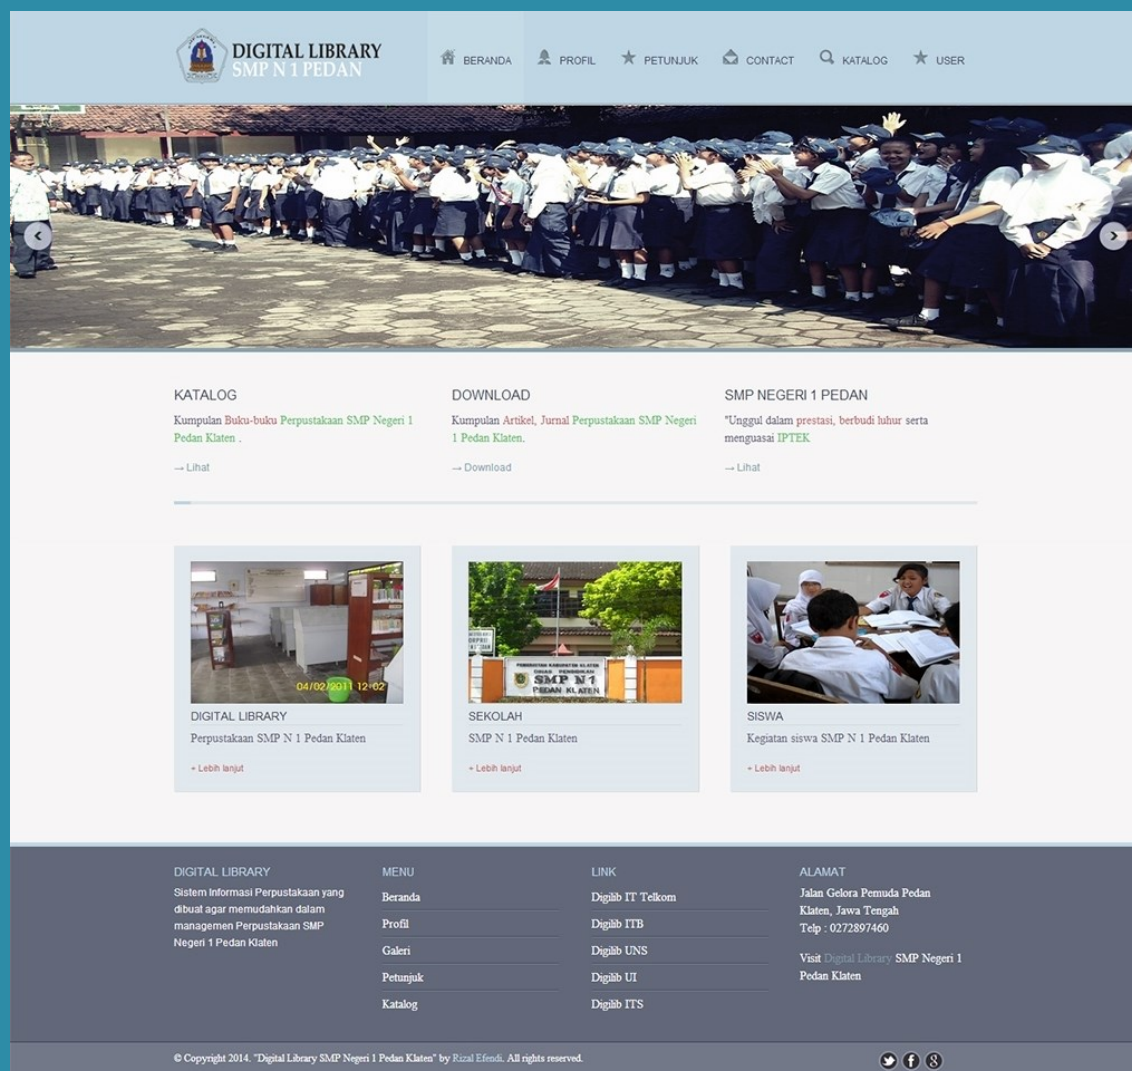 DIGITAL LIBRARY
SMP N 1 PEDAN
BERANDA
PROFIL
PETUNJUK
CONTACT
KATALOG
USER
KATALOG
Kumpulan Buku-buku Perpustakaan SMP Negeri 1
Pedan Klaten .
→ Lihat
DOWNLOAD
Kumpulan Artikel, Jurnal Perpustakaan SMP Negeri
1 Pedan Klaten.
→ Download
SMP NEGERI 1 PEDAN
"Unggul dalam prestasi, berbudi luhur serta
menguasai IPTEK
→ Lihat
04/02/2011 12:02
DIGITAL LIBRARY
Perpustakaan SMP N 1 Pedan Klaten
+ Lebih lanjut
PEMERINTAH KABUPATEN KLATEN
DINAS PENDIDIKAN
SMP N 1
PEDAN KLATEN
SEKOLAH
SMP N 1 Pedan Klaten
+ Lebih lanjut
SISWA
Kegiatan siswa SMP N 1 Pedan Klaten
+ Lebih lanjut
DIGITAL LIBRARY
Sistem Informasi Perpustakaan yang
dibuat agar memudahkan dalam
managemen Perpustakaan SMP
Negeri 1 Pedan Klaten
MENU
Beranda
Profil
Galeri
Petunjuk
Katalog
LINK
Digilib IT Telkom
Digilib ITB
Digilib UNS
Digilib UI
Digilib ITS
ALAMAT
Jalan Gelora Pemuda Pedan
Klaten, Jawa Tengah
Telp : 0272897460
Visit Digital Library SMP Negeri 1
Pedan Klaten
© Copyright 2014. "Digital Library SMP Negeri 1 Pedan Klaten" by Rizal Efendi. All rights reserved.